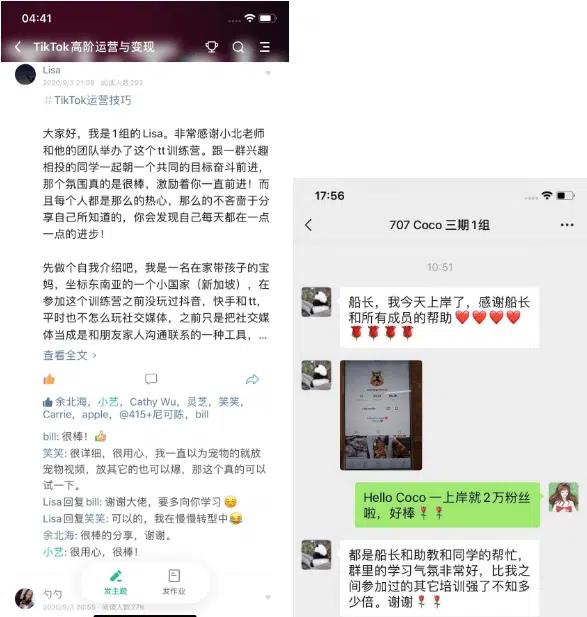 04:41
TikTok高阶运营与变现
Lisa
2020/9/3 21:08 阅读人数292
#TikTok运营技巧
大家好，我是1组的Lisa。非常感谢小北老师
和他的团队举办了这个tt训练营。跟一群兴趣
相投的同学一起朝一个共同的目标奋斗前进，
那个氛围真的是很棒，激励着你一直前进！而
且每个人都是那么的热心，那么的不吝啬于分
享自己所知道的，你会发现自己每天都在一点
一点的进步！
先做个自我介绍吧，我是一名在家带孩子的宝
妈，坐标东南亚的一个小国家（新加坡），在
参加这个训练营之前没玩过抖音，快手和tt，
平时也不怎么玩社交媒体，之前只是把社交媒
体当成是和朋友家人沟通联系的一种工具，...
查看全文 >
余北海，小艺，Cathy Wu，灵芝，笑笑，
Carrie，apple，@415+尼可陈，bill
bill: 很棒！👍
笑笑: 很详细，很用心，我一直以为宠物的就放
宠物视频，放其它的也可以爆，那这个真的可以
试一下。
Lisa回复bill: 谢谢大佬，要多向你学习😊
Lisa回复笑笑: 可以的，我在慢慢转型中😂
余北海: 很棒的分享，谢谢。
小艺: 很用心，很棒！
发主题
发作业
勺勺
2020/9/3 20:55 阅读人数276
17:56
707 Coco 三期1组
10:51
船长，我今天上岸了，感谢船长
和所有成员的帮助❤️❤️❤️❤️
🌹🌹🌹🌹
Hello Coco 一上岸就2万粉丝
啦，好棒🌹🌹
都是船长和助教和同学的帮忙，
群里的学习气氛非常好，比我之
间参加过的其它培训强了不知多
少倍。谢谢🌹🌹